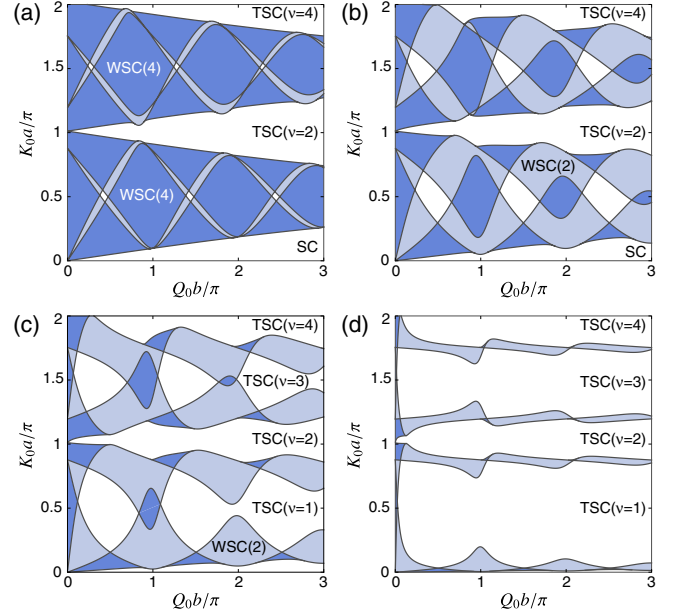 (a)
TSC(ν=4)
2
1.5
WSC(4)
K₀a/π
1
TSC(ν=2)
0.5
WSC(4)
SC
0
0 1 2 3
Q₀b/π
(b)
TSC(ν=4)
2
1.5
K₀a/π
1
TSC(ν=2)
WSC(2)
0.5
SC
0
0 1 2 3
Q₀b/π
(c)
TSC(ν=4)
2
1.5
TSC(ν=3)
K₀a/π
1
TSC(ν=2)
0.5
TSC(ν=1)
WSC(2)
0
0 1 2 3
Q₀b/π
(d)
TSC(ν=4)
2
1.5
TSC(ν=3)
K₀a/π
1
TSC(ν=2)
0.5
TSC(ν=1)
0
0 1 2 3
Q₀b/π